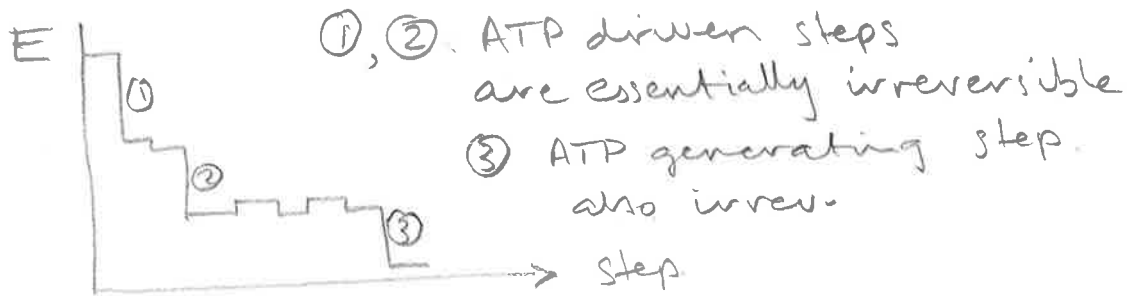 E
①, ②. ATP driven steps
are essentially irreversible
③ ATP generating step.
also irrev.
①
②
③
step